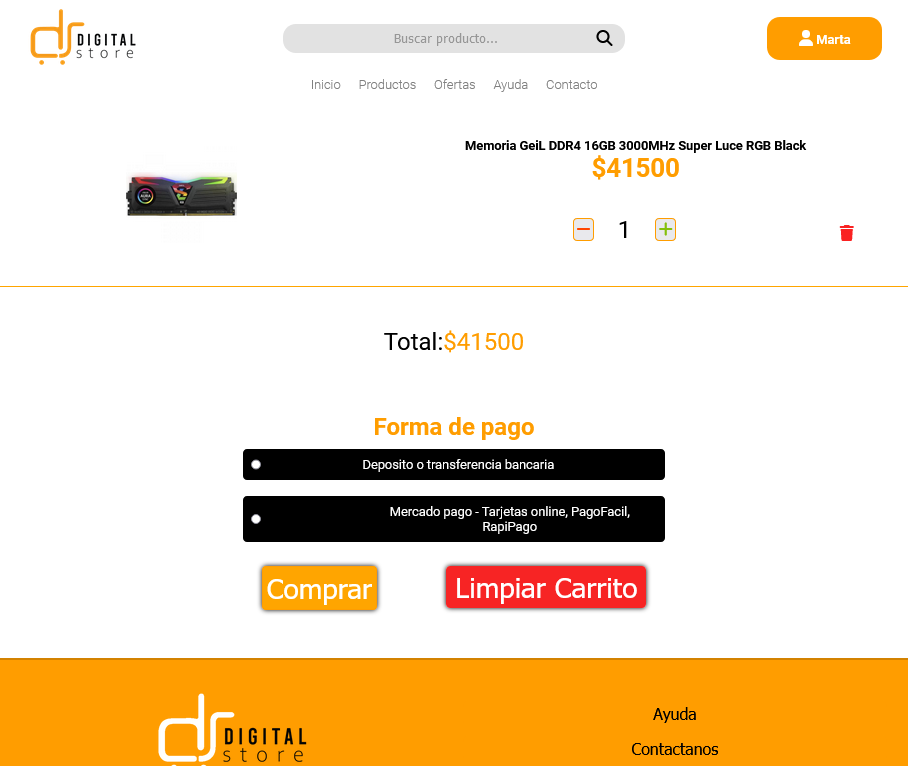 DIGITAL
store
Buscar producto...
Marta
Inicio Productos Ofertas Ayuda Contacto
Memoria GeiL DDR4 16GB 3000MHz Super Luce RGB Black
$41500
1
Total:$41500
Forma de pago
Deposito o transferencia bancaria
Mercado pago - Tarjetas online, PagoFacil,
RapiPago
Comprar
Limpiar Carrito
DIGITAL
store
Ayuda
Contactanos